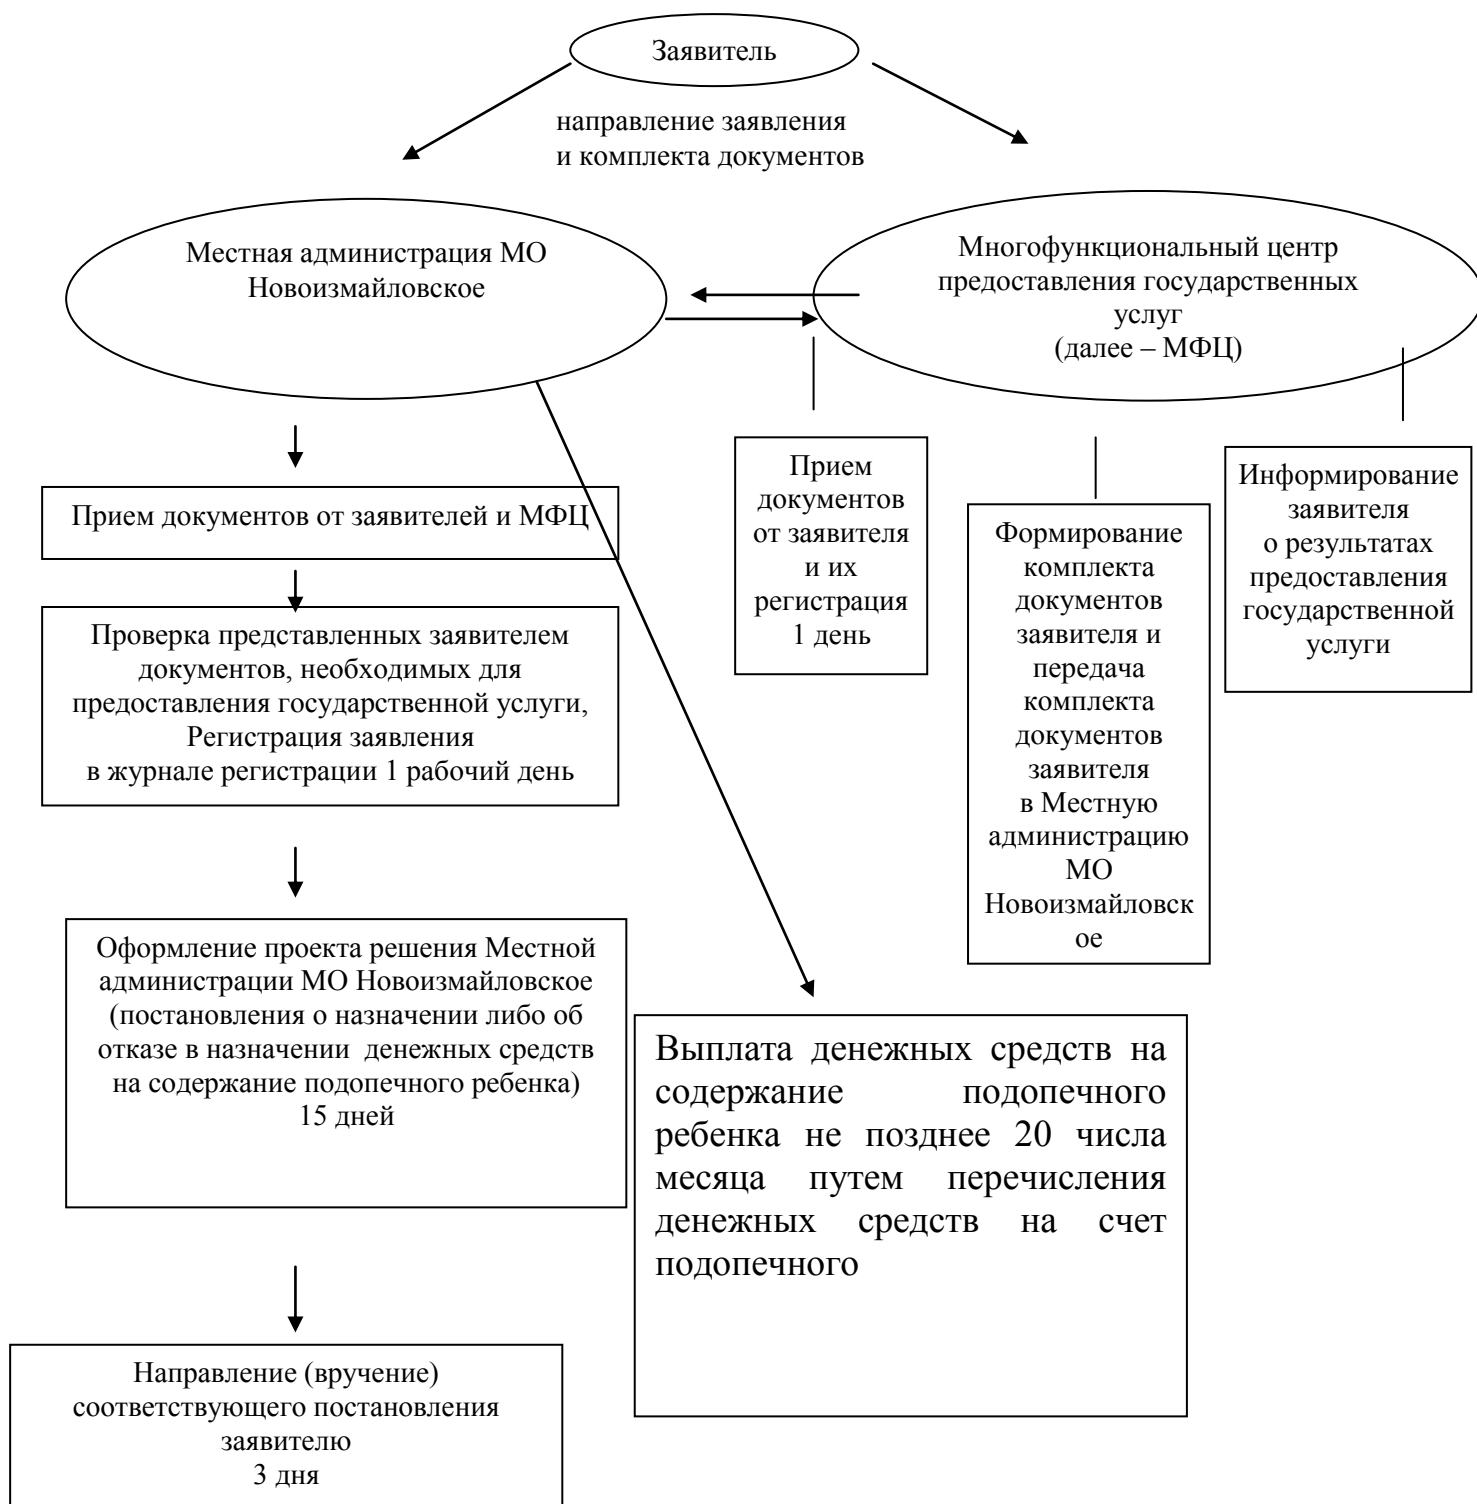 Заявитель
направление заявления
и комплекта документов
Местная администрация МО
Новоизмайловское
Многофункциональный центр
предоставления государственных
услуг
(далее – МФЦ)
Прием документов от заявителей и МФЦ
Проверка представленных заявителем
документов, необходимых для
предоставления государственной услуги,
Регистрация заявления
в журнале регистрации 1 рабочий день
Прием
документов
от заявителя
и их
регистрация
1 день
Формирование
комплекта
документов
заявителя и
передача
комплекта
документов
заявителя
в Местную
администрацию
МО
Новоизмайловск
ое
Информирование
заявителя
о результатах
предоставления
государственной
услуги
Оформление проекта решения Местной
администрации МО Новоизмайловское
(постановления о назначении либо об
отказе в назначении  денежных средств
на содержание подопечного ребенка)
15 дней
Выплата денежных средств на
содержание подопечного
ребенка не позднее 20 числа
месяца путем перечисления
денежных средств на счет
подопечного
Направление (вручение)
соответствующего постановления
заявителю
3 дня